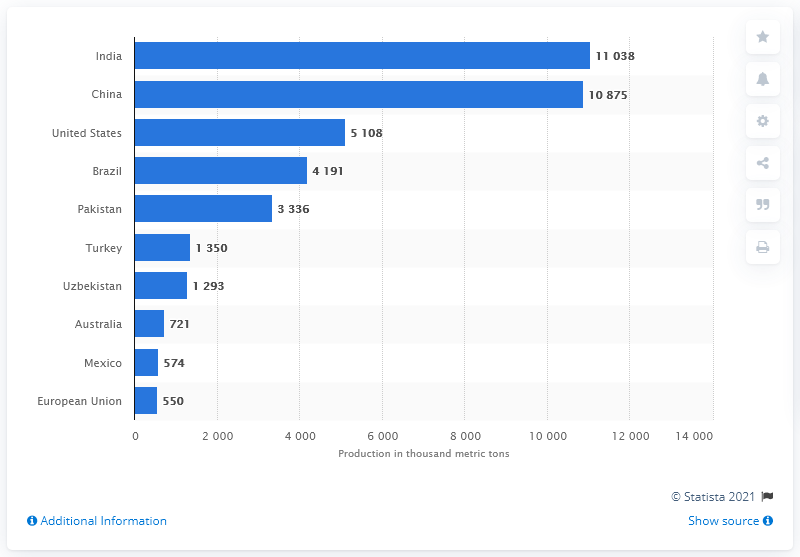 India 11 038
China 10 875
United States 5 108
Brazil 4 191
Pakistan 3 336
Turkey 1 350
Uzbekistan 1 293
Australia 721
Mexico 574
European Union 550
0 2 000 4 000 6 000 8 000 10 000 12 000 14 000
Production in thousand metric tons
© Statista 2021
Additional Information Show source